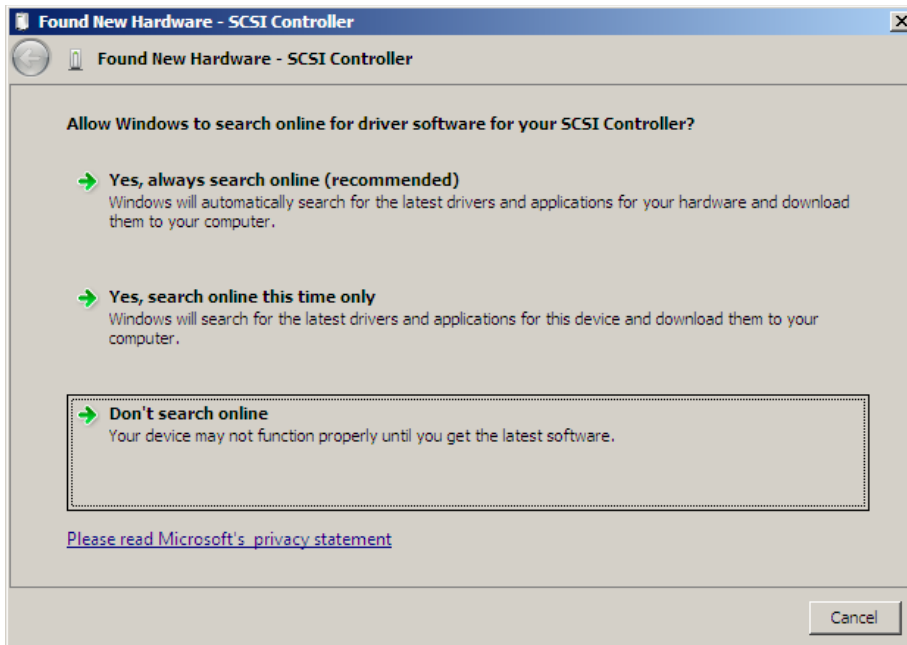 Found New Hardware - SCSI Controller
Found New Hardware - SCSI Controller
Allow Windows to search online for driver software for your SCSI Controller?
Yes, always search online (recommended)
Windows will automatically search for the latest drivers and applications for your hardware and download
them to your computer.
Yes, search online this time only
Windows will search for the latest drivers and applications for this device and download them to your
computer.
Don't search online
Your device may not function properly until you get the latest software.
Please read Microsoft's privacy statement
Cancel